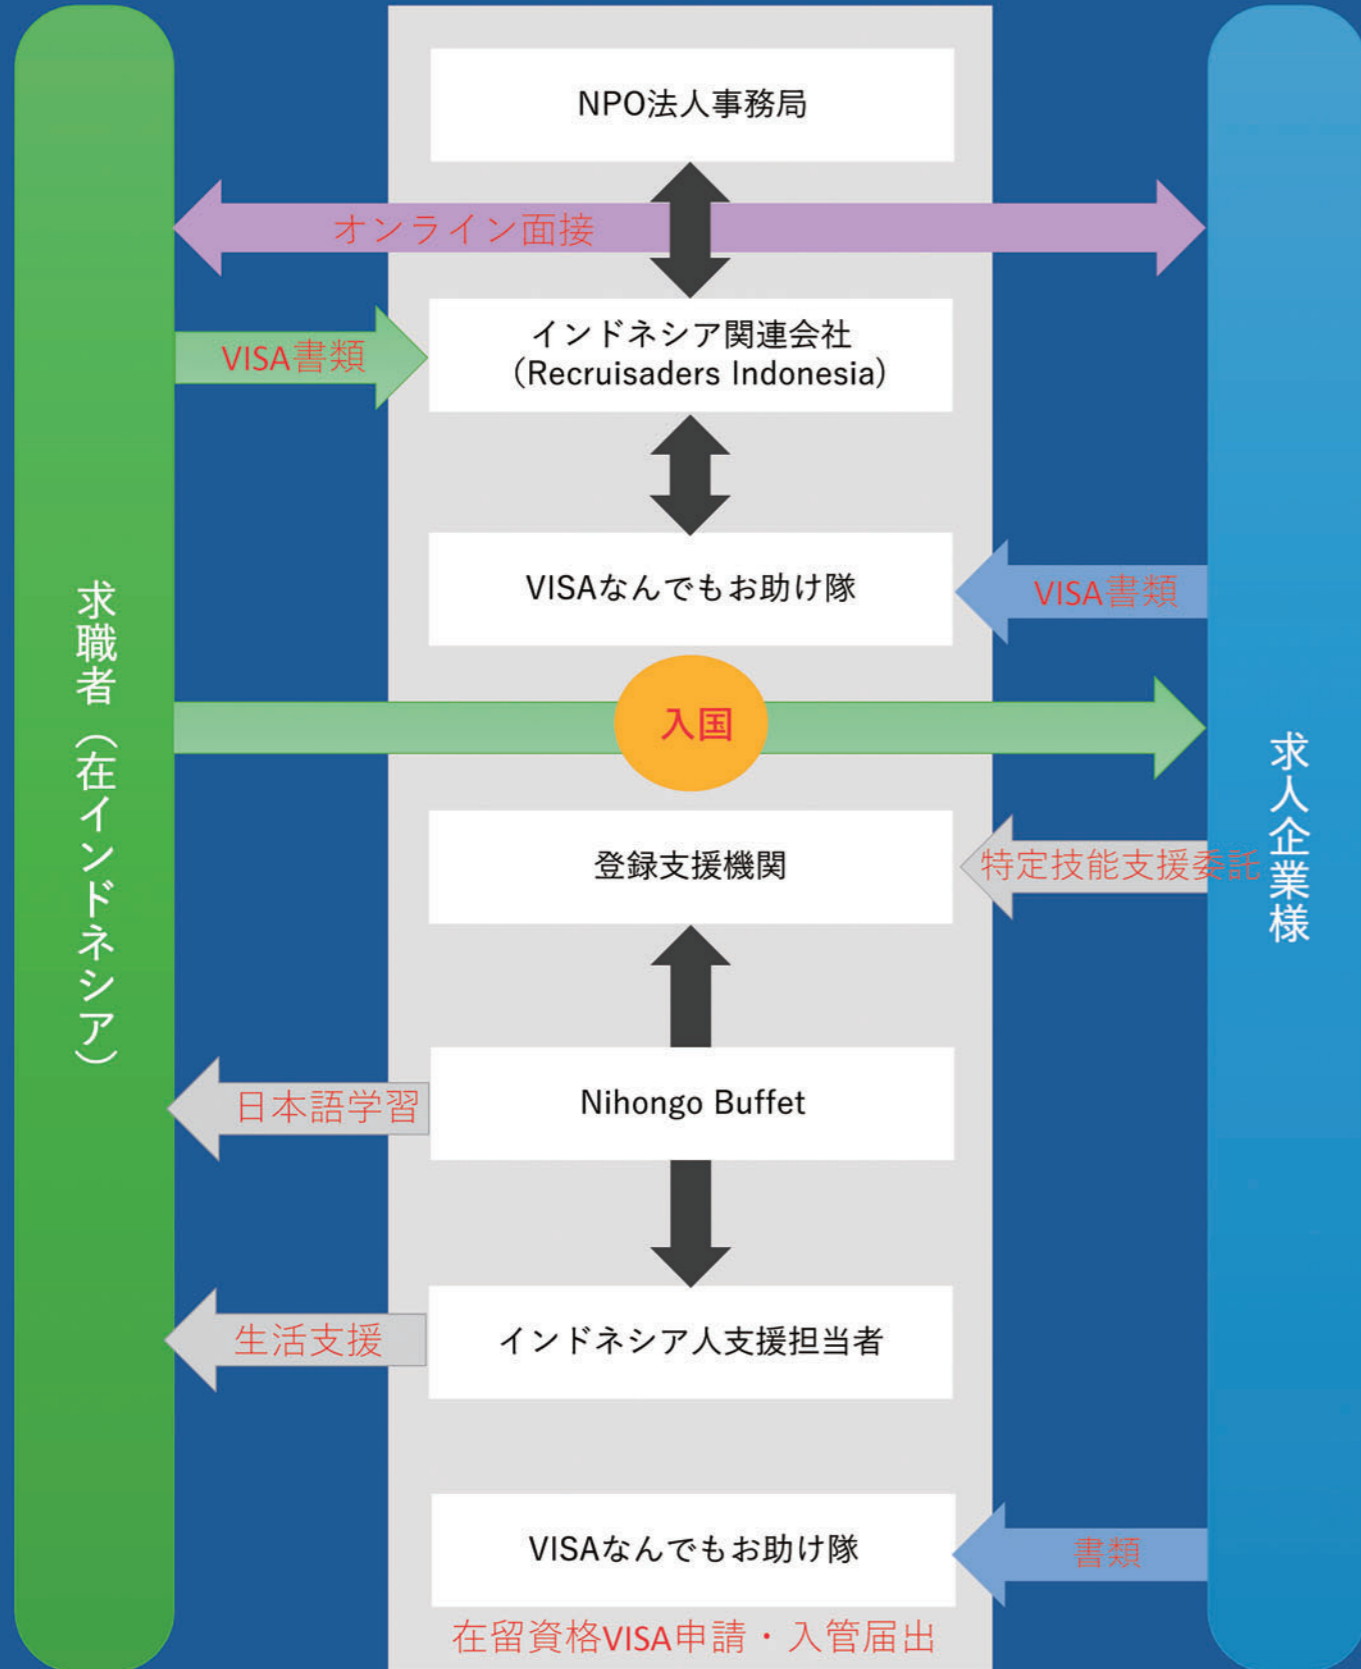 NPO法人事務局
オンライン面接
インドネシア関連会社
（Recruisaders Indonesia）
VISA書類
VISAなんでもお助け隊
VISA書類
求職者（在インドネシア）
入国
求人企業様
登録支援機関
特定技能支援委託
Nihongo Buffet
日本語学習
インドネシア人支援担当者
生活支援
VISAなんでもお助け隊
書類
在留資格VISA申請・入管届出